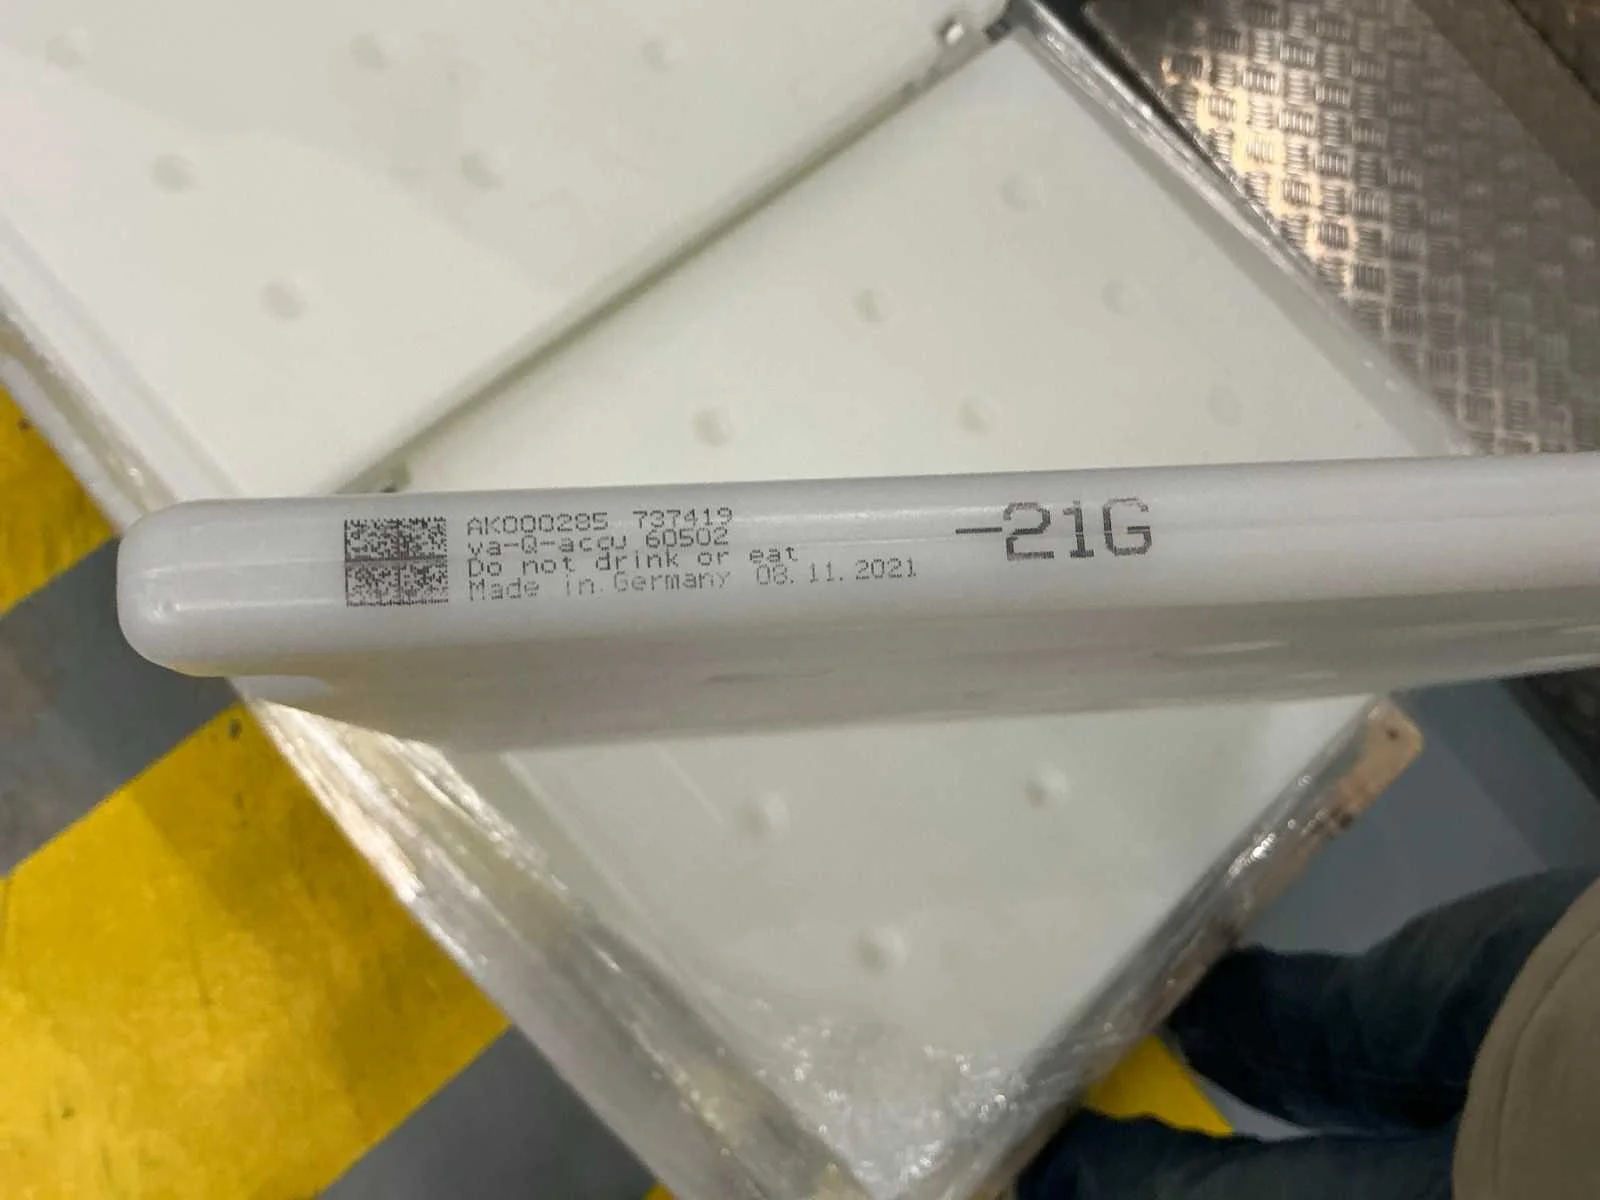 AK000285 737419
va-Q-accu 60502
Do not drink or eat
Made in Germany 08.11.2021
-21G